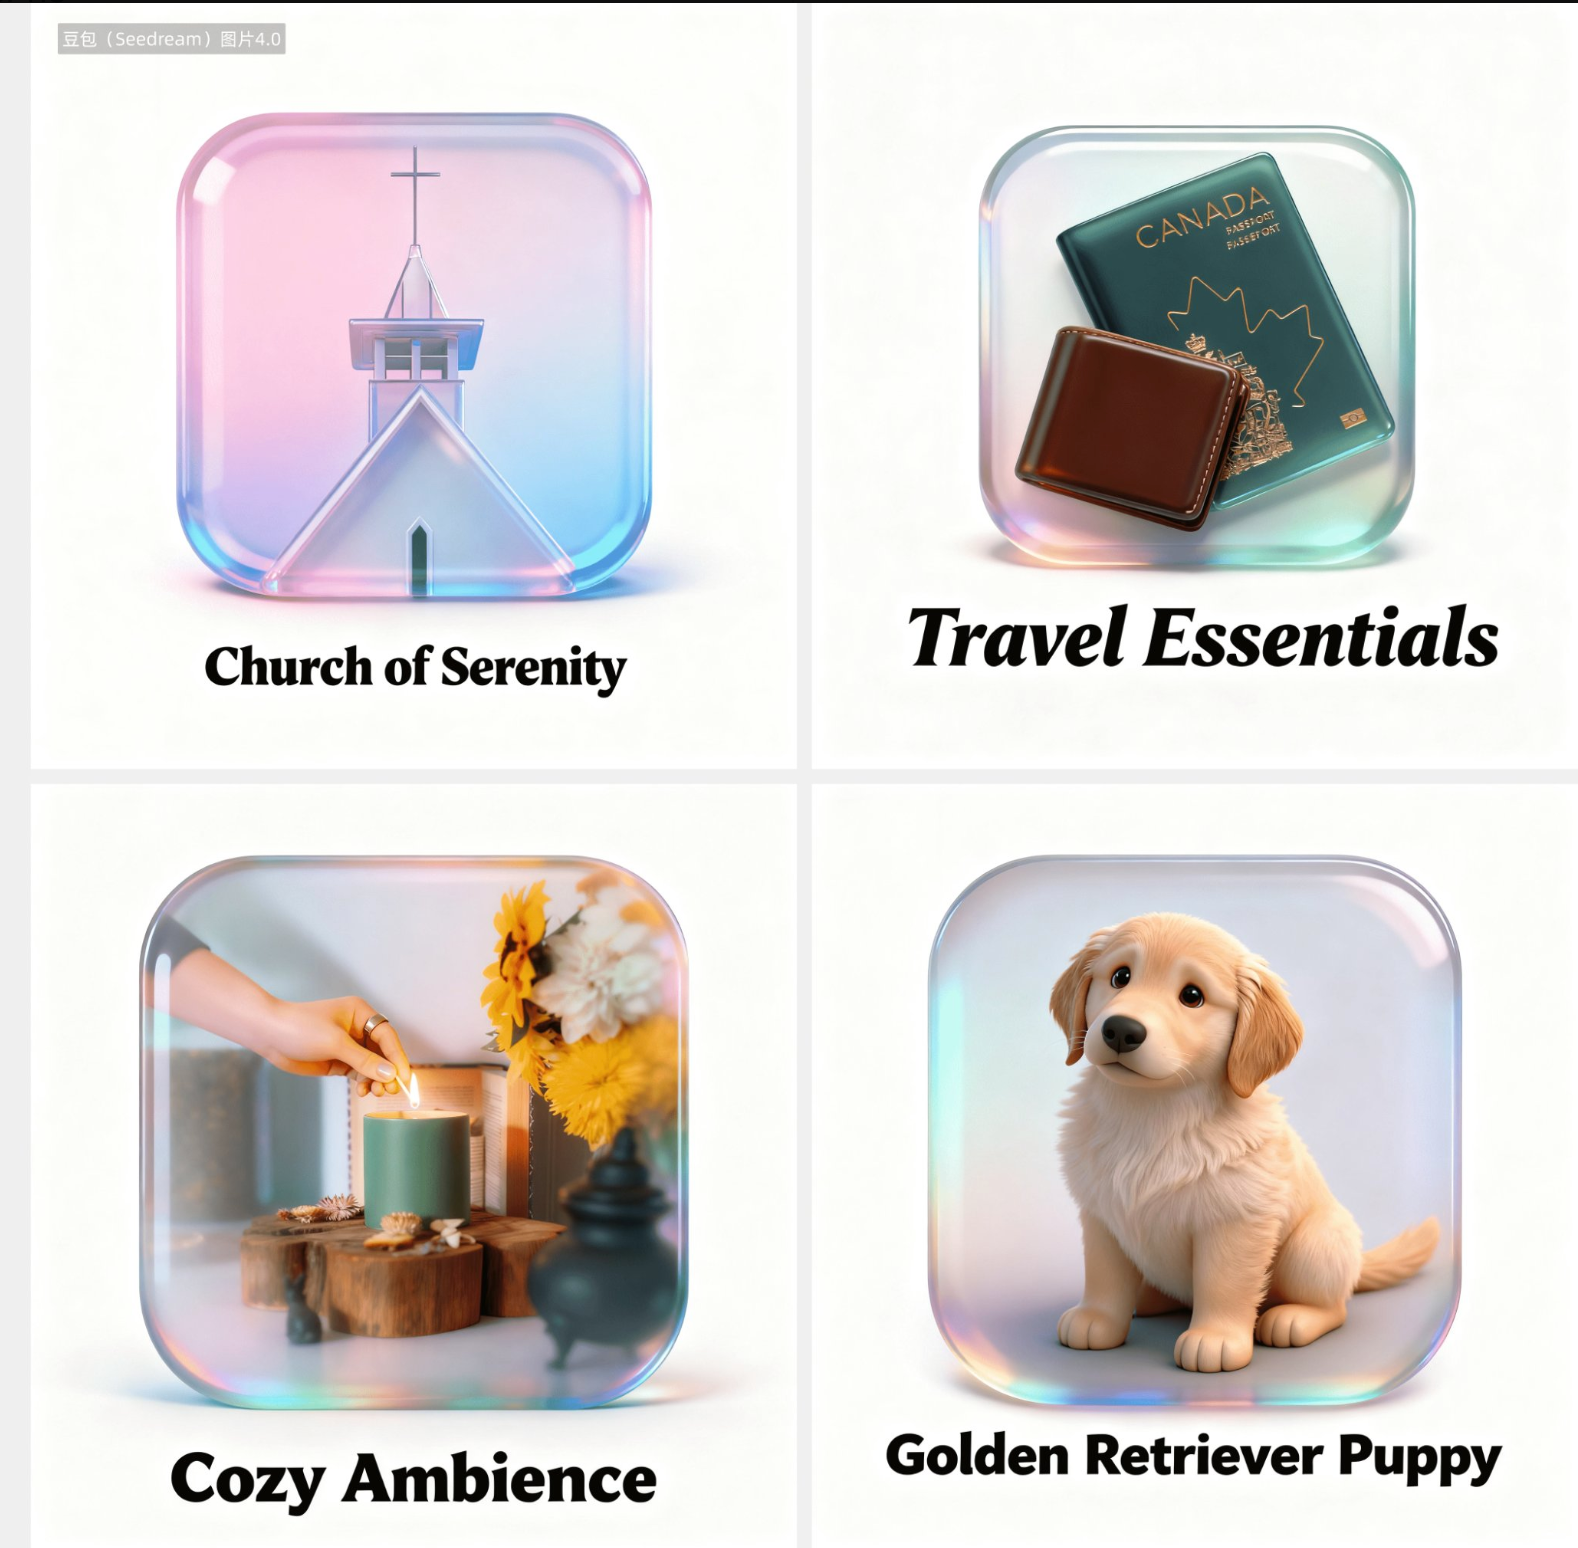 豆包（Seedream）图片4.0
CANADA
PASSPORT
PASSEPORT
Church of Serenity
Travel Essentials
Cozy Ambience
Golden Retriever Puppy